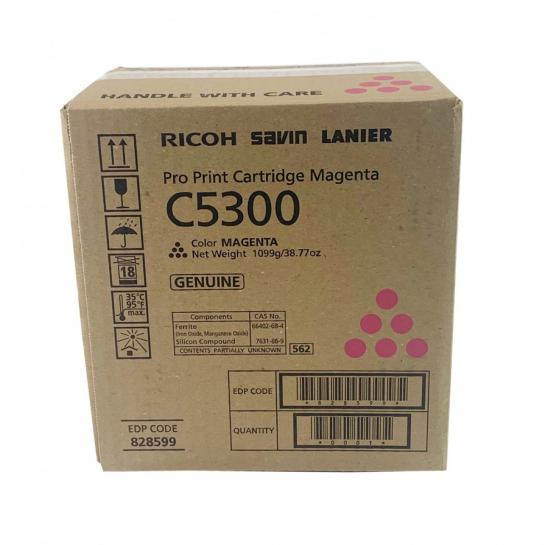 HANDLE WITH CARE
RICOH savin LANIER
Pro Print Cartridge Magenta
C5300
Color MAGENTA
Net Weight 1099g/38.77oz
GENUINE
18
35°C
95°F
max.
Components CAS No.
Ferrite 66402-68-4
(Iron Oxide, Manganese Oxide)
Silicon Compound 7631-86-9
CONTENTS PARTIALLY UNKNOWN 562
EDP CODE
*828599*
QUANTITY
*0001*
EDP CODE
828599